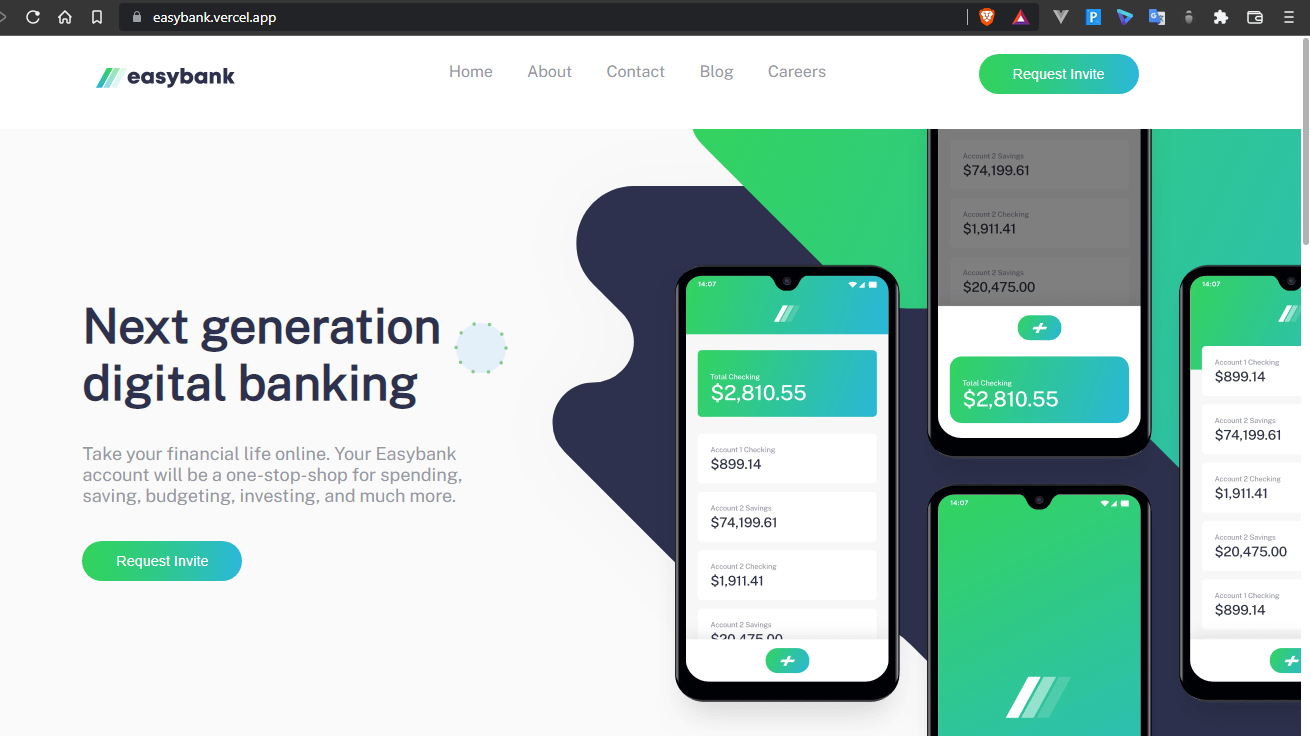 easybank.vercel.app
easybank
Home
About
Contact
Blog
Careers
Request Invite
Next generation
digital banking
Take your financial life online. Your Easybank
account will be a one-stop-shop for spending,
saving, budgeting, investing, and much more.
Request Invite
14:07
Total Checking
$2,810.55
Account 1 Checking
$899.14
Account 2 Savings
$74,199.61
Account 2 Checking
$1,911.41
Account 2 Savings
$20,475.00
Account 2 Savings
$74,199.61
Account 2 Checking
$1,911.41
Account 2 Savings
$20,475.00
Total Checking
$2,810.55
14:07
14:07
Account 1 Checking
$899.14
Account 2 Savings
$74,199.61
Account 2 Checking
$1,911.41
Account 2 Savings
$20,475.00
Account 1 Checking
$899.14